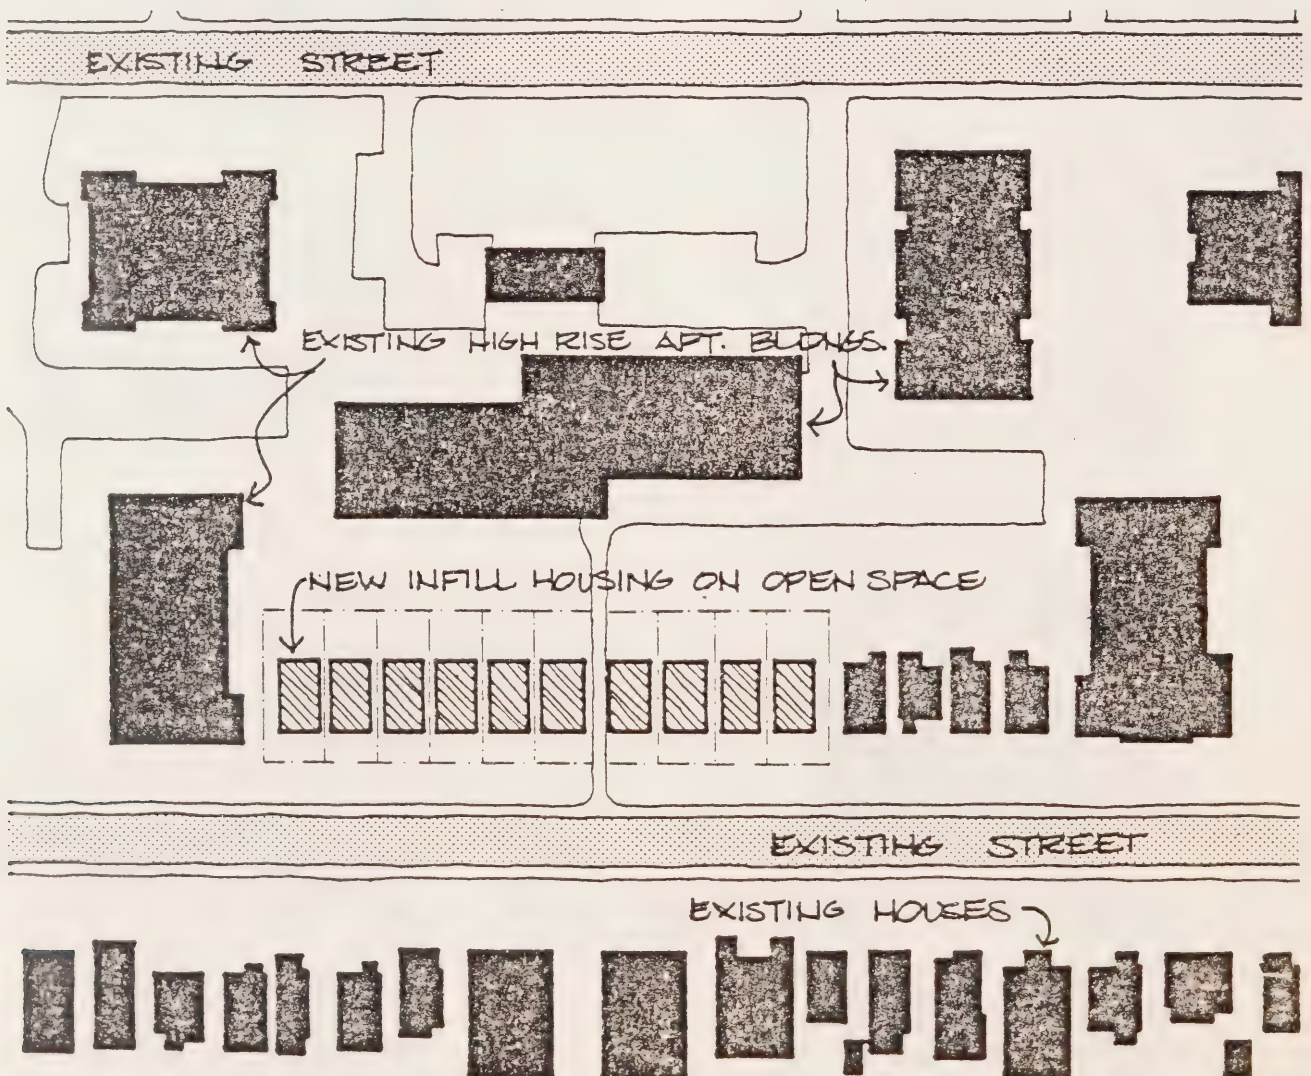 EXISTING STREET
EXISTING HIGH RISE APT. BLDNGS.
NEW INFILL HOUSING ON OPEN SPACE
EXISTING STREET
EXISTING HOUSES